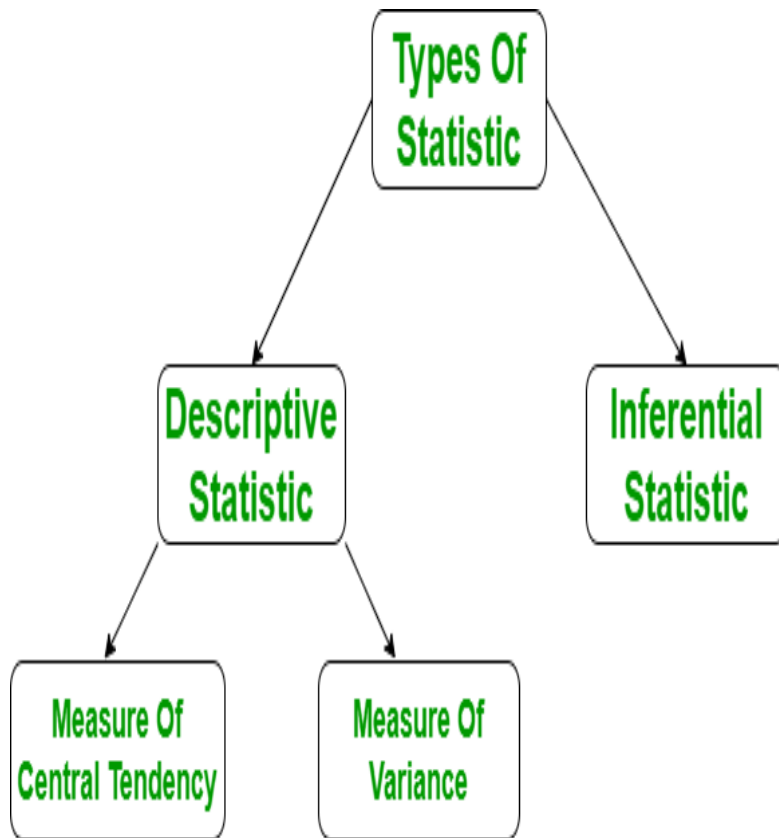 Types Of
Statistic
Descriptive
Statistic
Inferential
Statistic
Measure Of
Central Tendency
Measure Of
Variance